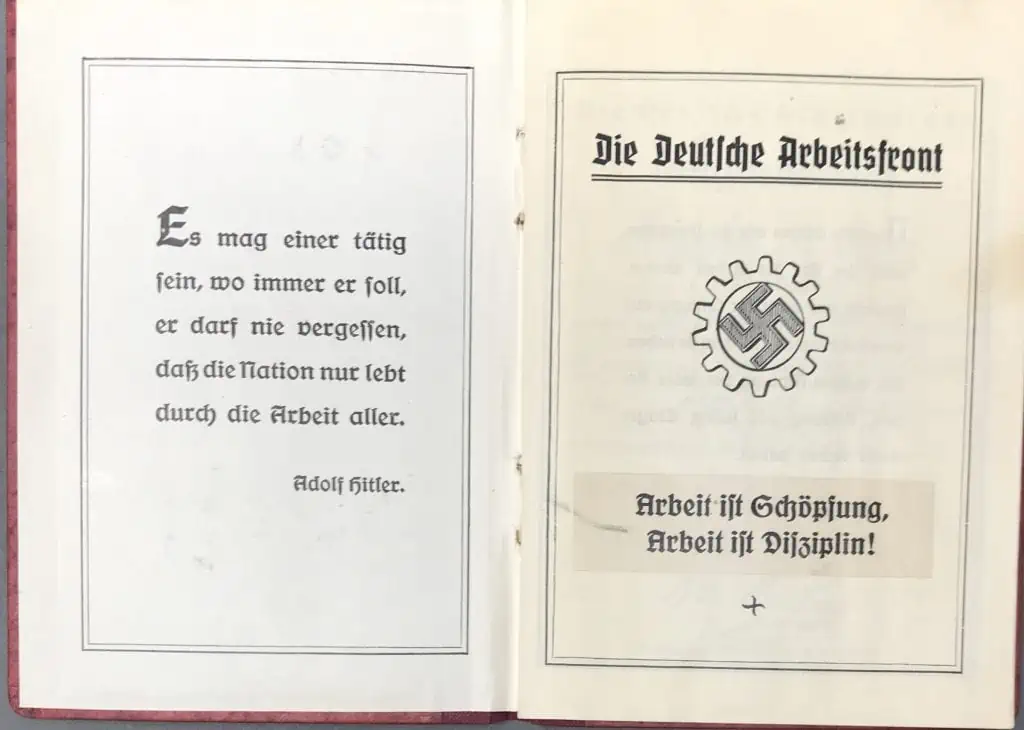 Es mag einer tätig
sein, wo immer er soll,
er darf nie vergessen,
daß die Nation nur lebt
durch die Arbeit aller.
Adolf Hitler.
Die Deutsche Arbeitsfront
Arbeit ist Schöpfung,
Arbeit ist Disziplin!